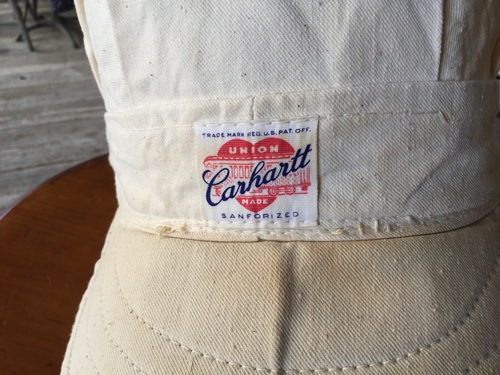 TRADE MARK REG. U.S. PAT. OFF.
UNION
Carhartt
MADE
SANFORIZED